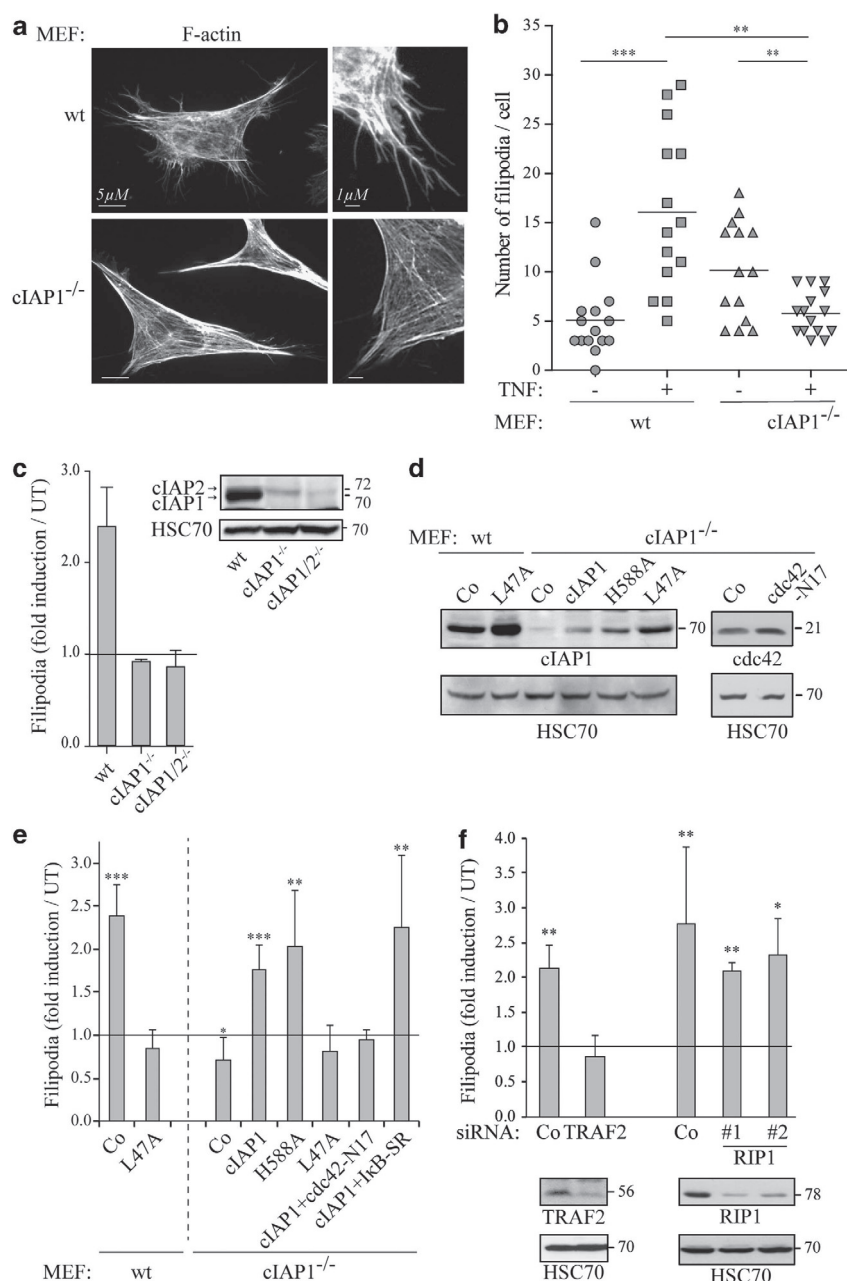 a
MEF: F-actin
wt
5µM
1µM
cIAP1-/-
b
Number of filipodia / cell
35
30
25
20
15
10
5
0
*** ** **
TNF: - + - +
MEF: wt cIAP1-/-
c
Filipodia (fold induction / UT)
3.0
2.0
1.0
0.0
wt cIAP1-/- cIAP1/2-/-
cIAP2→ 72
cIAP1→ 70
HSC70 70
wt cIAP1-/- cIAP1/2-/-
d
MEF: wt cIAP1-/-
Co L47A Co cIAP1 H588A L47A Co cdc42-N17
70 21
cIAP1 cdc42
70
HSC70 HSC70
e
Filipodia (fold induction / UT)
3.0
2.5
2.0
1.5
1.0
0.5
0.0
*** * *** ** **
Co L47A Co cIAP1 H588A L47A cIAP1+cdc42-N17 cIAP1+IκB-SR
MEF: wt cIAP1-/-
f
Filipodia (fold induction / UT)
4.0
3.5
2.5
2.0
1.5
1.0
0.5
0.0
** ** ** *
siRNA: Co TRAF2 Co #1 #2
RIP1
56 78
TRAF2 RIP1
70 70
HSC70 HSC70